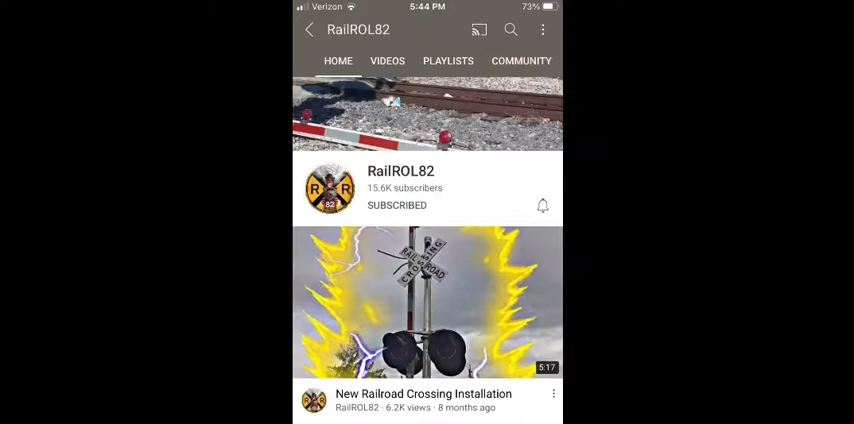 Verizon 5:44 PM 73%
RailROL82
HOME VIDEOS PLAYLISTS COMMUNITY
R R
82
RailROL82
15.6K subscribers
SUBSCRIBED
RAILROAD
CROSSING
5:17
New Railroad Crossing Installation
RailROL82 · 6.2K views · 8 months ago